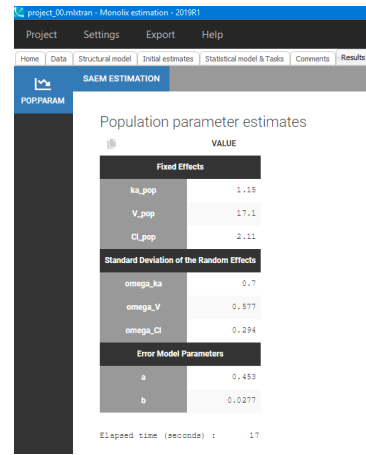 project_00.mlxtran - Monolix estimation - 2019R1
Project Settings Export Help
Home Data Structural model Initial estimates Statistical model & Tasks Comments Results
POP.PARAM
SAEM ESTIMATION
Population parameter estimates
VALUE
Fixed Effects
ka_pop 1.15
V_pop 17.1
Cl_pop 2.11
Standard Deviation of the Random Effects
omega_ka 0.7
omega_V 0.577
omega_Cl 0.294
Error Model Parameters
a 0.453
b 0.0277
Elapsed time (seconds) : 17